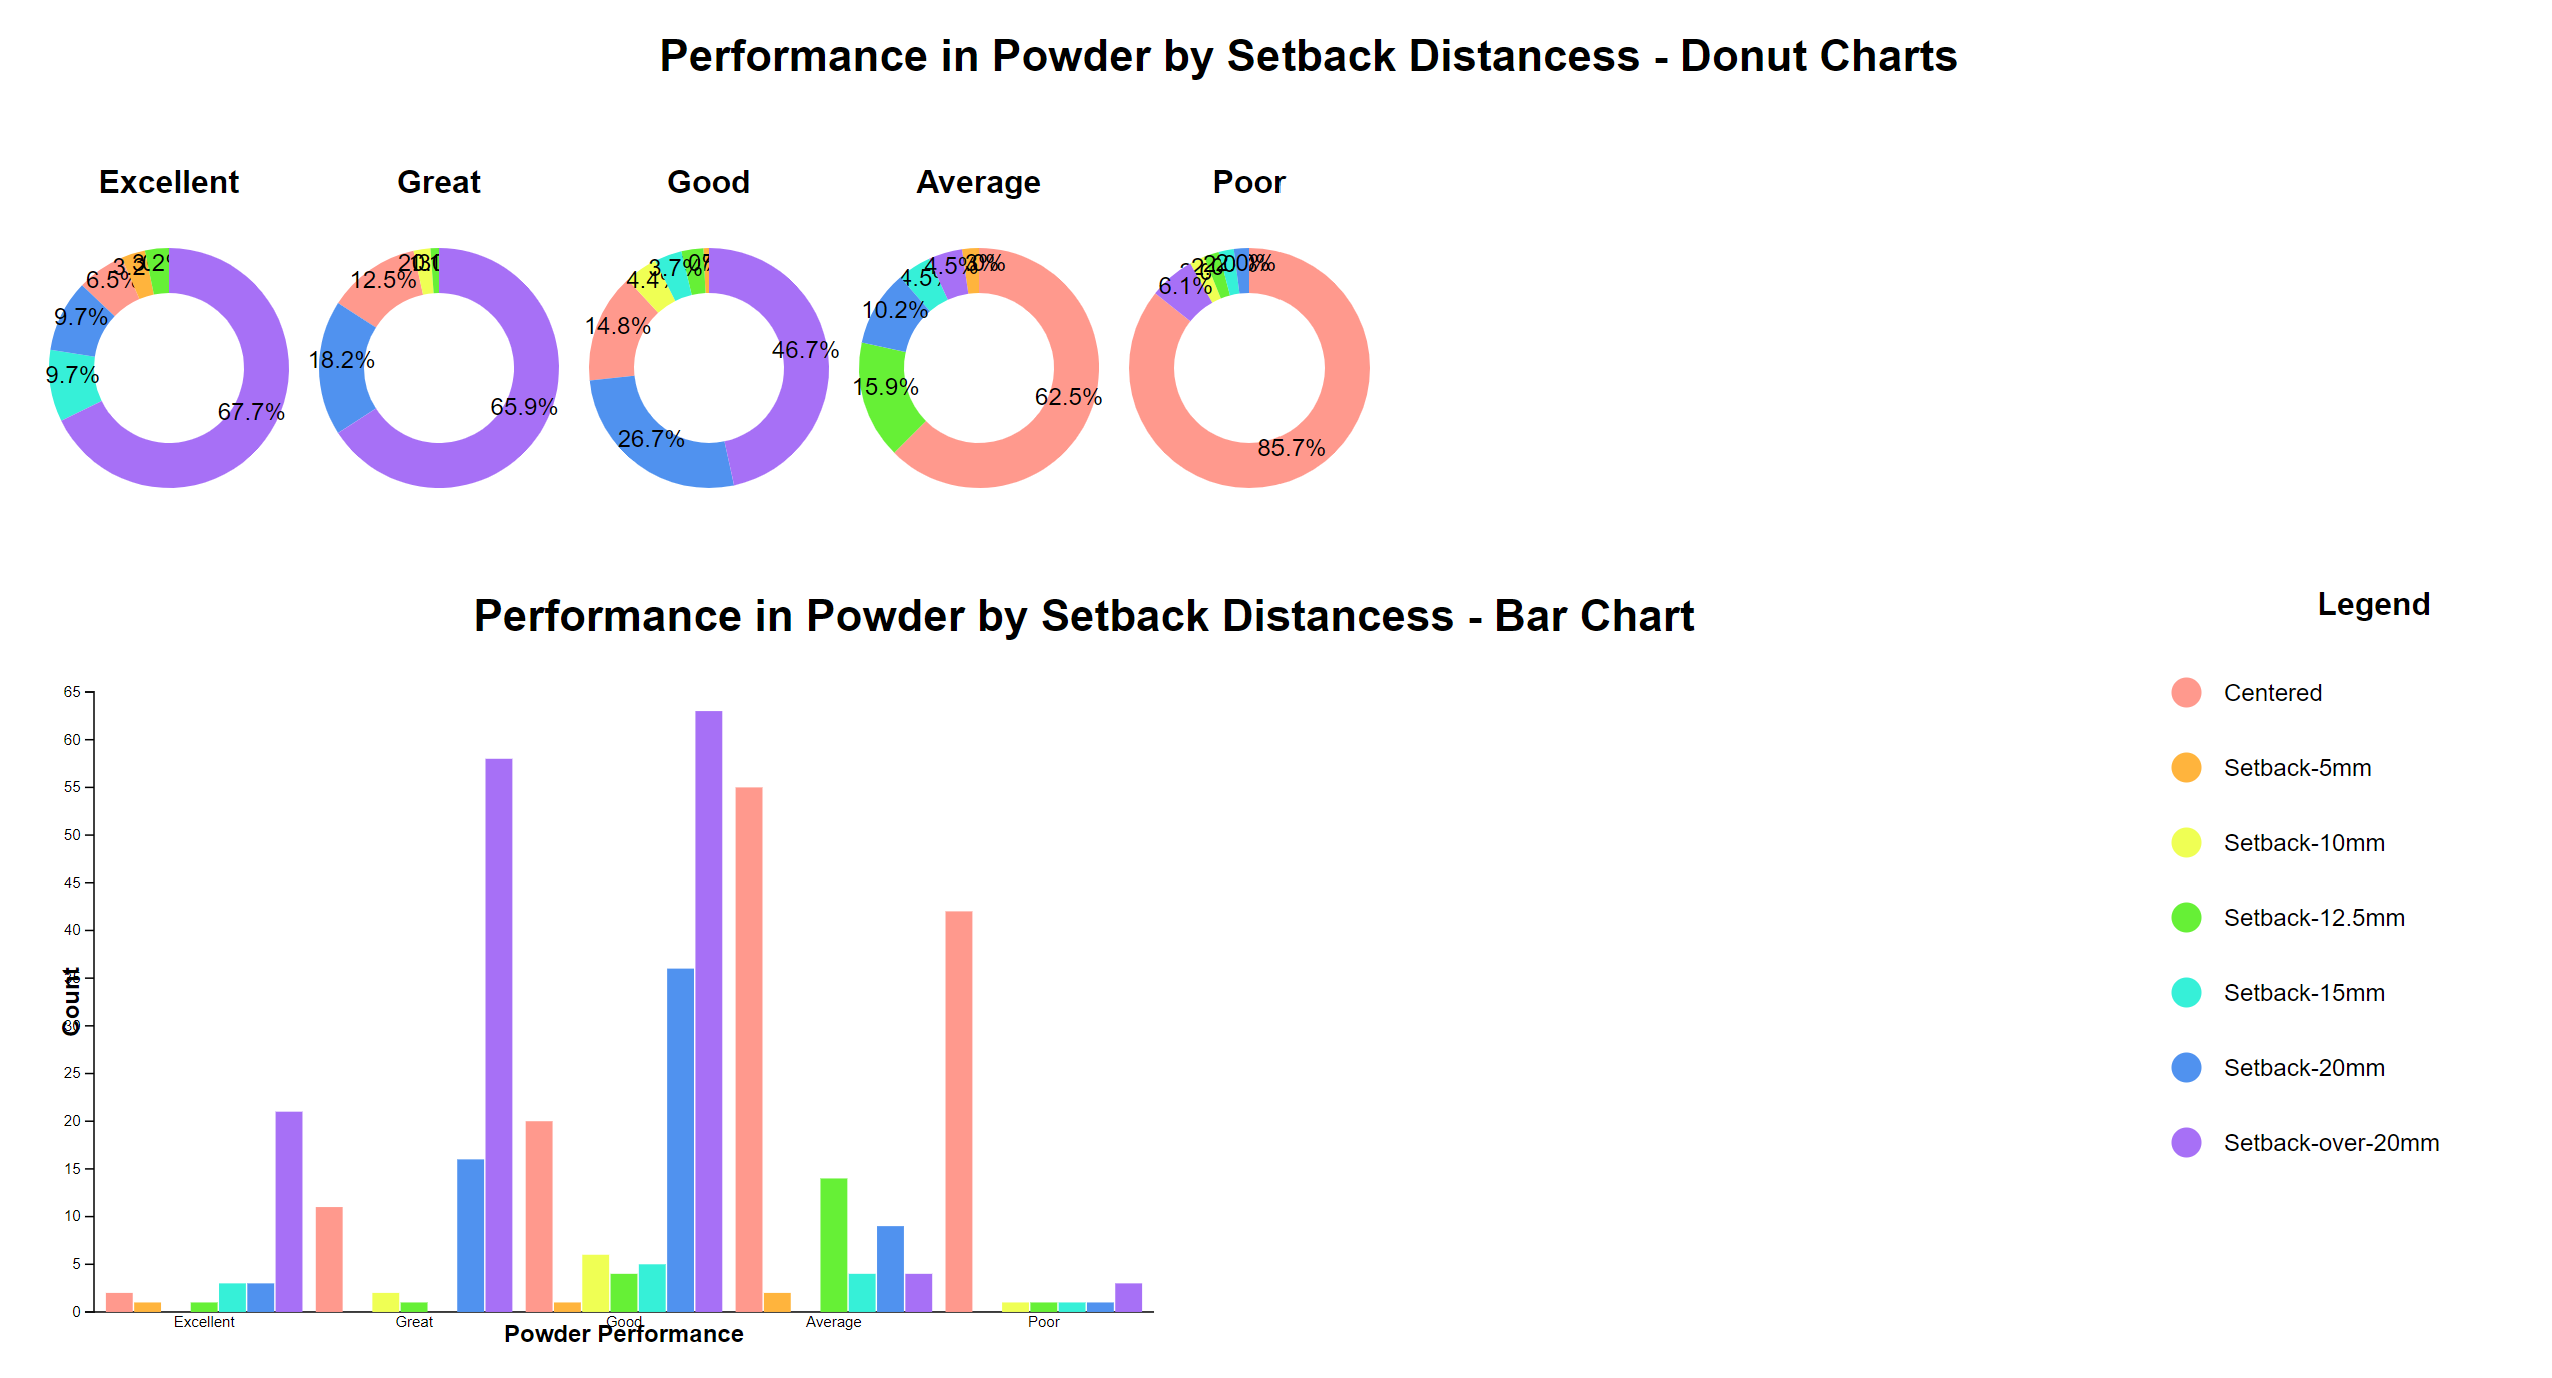 Performance in Powder by Setback Distancess - Donut Charts
Excellent
Great
Good
Average
Poor
6.5%
9.7%
9.7%
67.7%
12.5%
18.2%
65.9%
4.4%
3.7%
14.8%
46.7%
26.7%
4.5%
4.5%
10.2%
15.9%
62.5%
6.1%
85.7%
Performance in Powder by Setback Distancess - Bar Chart
65
60
55
50
45
40
35
30
25
20
15
10
5
0
Count
Excellent
Great
Good
Average
Poor
Powder Performance
Legend
Centered
Setback-5mm
Setback-10mm
Setback-12.5mm
Setback-15mm
Setback-20mm
Setback-over-20mm